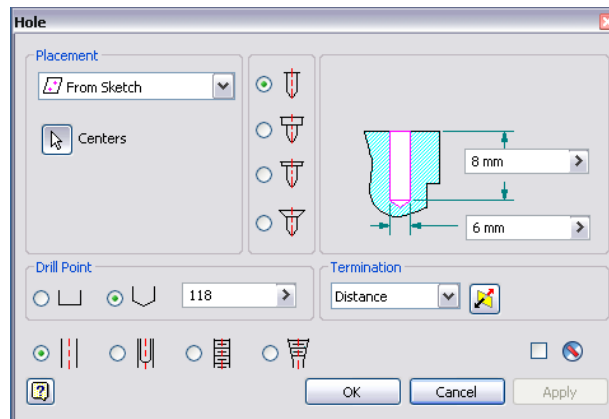 Hole
Placement
From Sketch
Centers
8 mm
6 mm
Drill Point
118
Termination
Distance
OK
Cancel
Apply